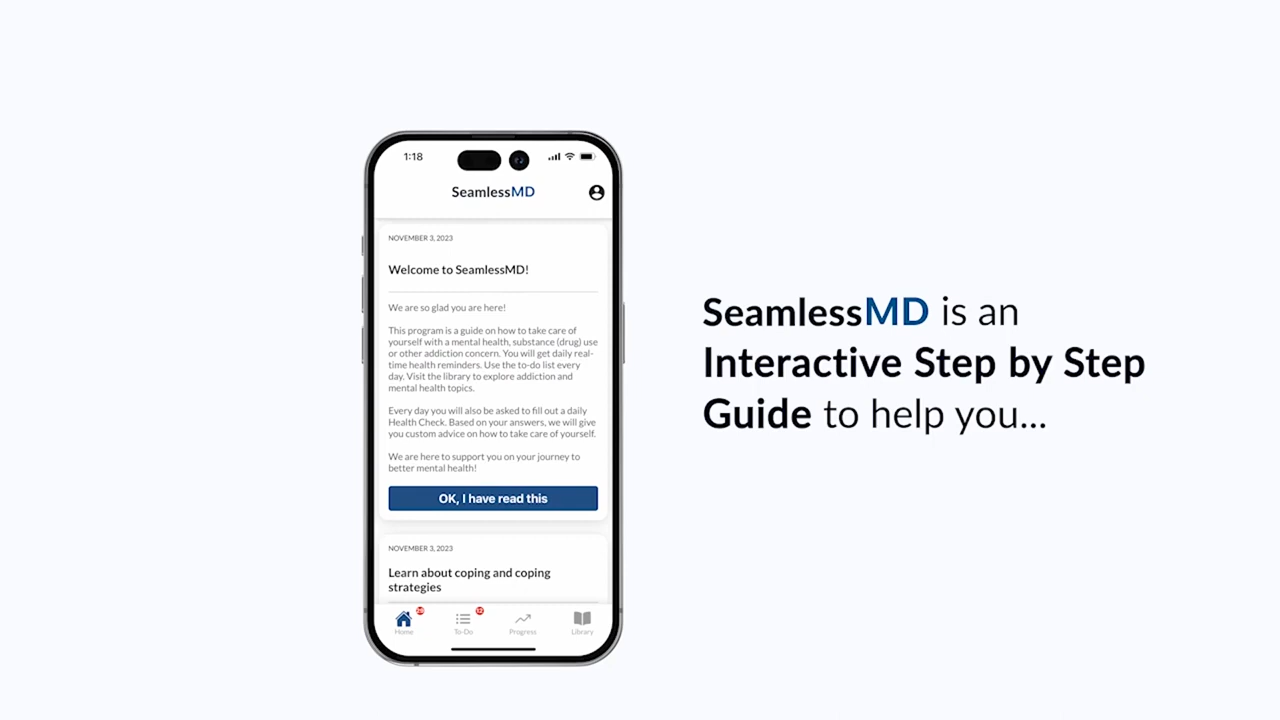 1:18
SeamlessMD
NOVEMBER 3, 2023
Welcome to SeamlessMD!
We are so glad you are here!
This program is a guide on how to take care of
yourself with a mental health, substance (drug) use
or other addiction concern. You will get daily real-
time health reminders. Use the to-do list every
day. Visit the library to explore addiction and
mental health topics.
Every day you will also be asked to fill out a daily
Health Check. Based on your answers, we will give
you custom advice on how to take care of yourself.
We are here to support you on your journey to
better mental health!
OK, I have read this
NOVEMBER 3, 2023
Learn about coping and coping
strategies
12
Home
To-Do
Progress
Library
SeamlessMD is an
Interactive Step by Step
Guide to help you...